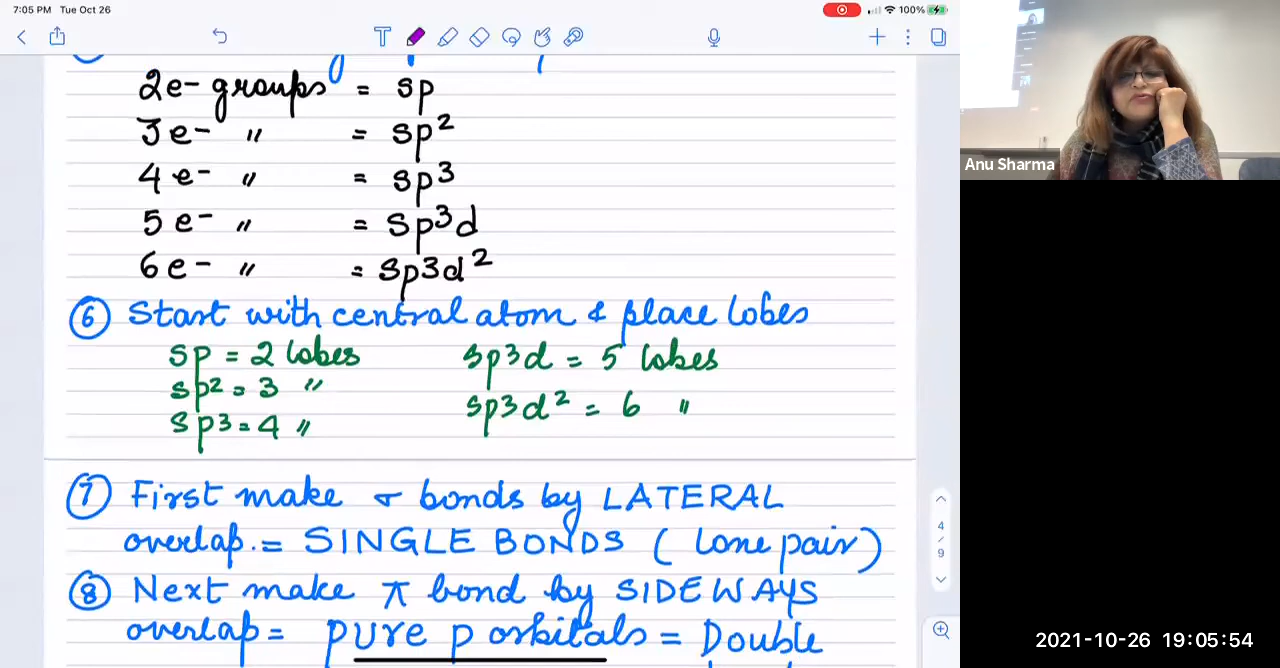 7:05 PM Tue Oct 26
100%
2e- groups = sp
3e- " = sp2
4e- " = sp3
5e- " = sp3d
6e- " = sp3d2
6 Start with central atom & place lobes
sp = 2 lobes sp3d = 5 lobes
sp2 = 3 " sp3d2 = 6 "
sp3 = 4 "
7 First make σ bonds by LATERAL
overlap. = SINGLE BONDS ( lone pair )
8 Next make π bond by SIDEWAYS
overlap = pure p orbitals = Double
4/9
Anu Sharma
2021-10-26 19:05:54